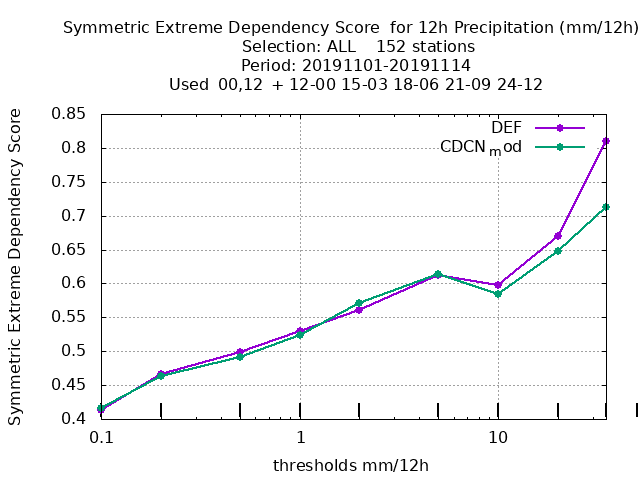 Symmetric Extreme Dependency Score for 12h Precipitation (mm/12h)
Selection: ALL 152 stations
Period: 20191101-20191114
Used 00,12 + 12-00 15-03 18-06 21-09 24-12
Symmetric Extreme Dependency Score
0.85
0.8
0.75
0.7
0.65
0.6
0.55
0.5
0.45
0.4
DEF
CDCNmod
0.1
1
10
thresholds mm/12h